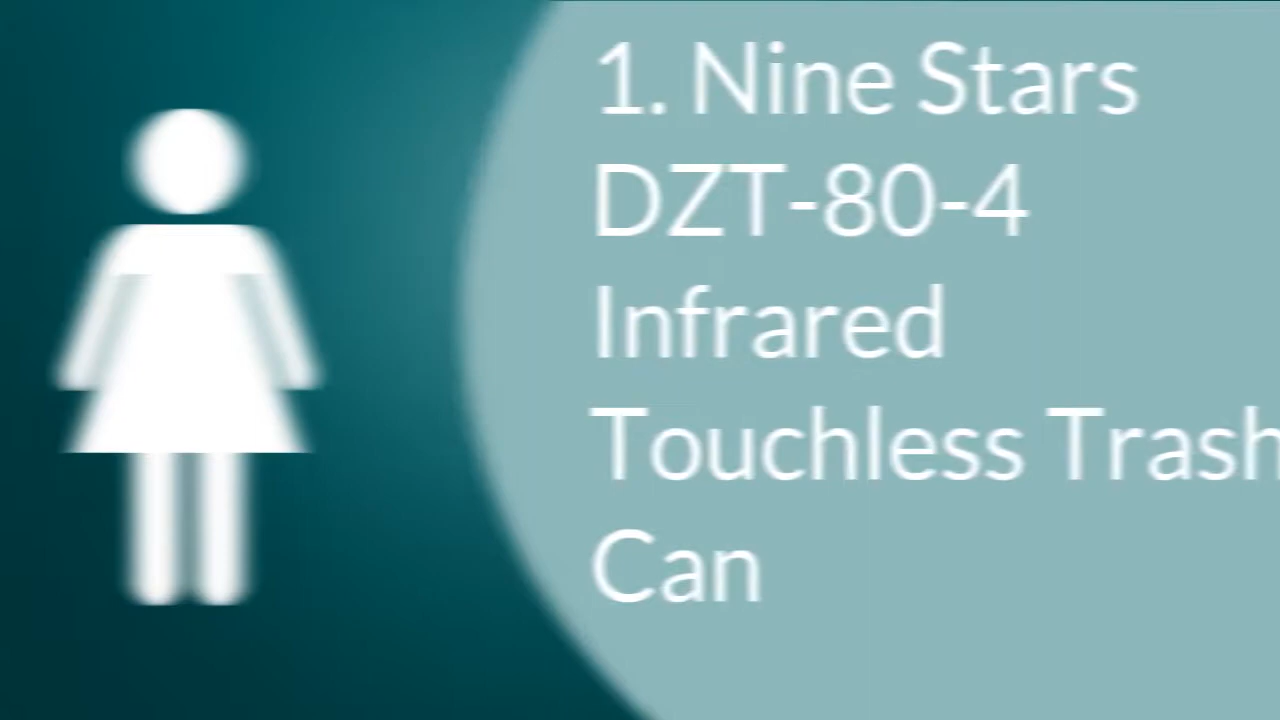 1. Nine Stars
DZT-80-4
Infrared
Touchless Trash
Can